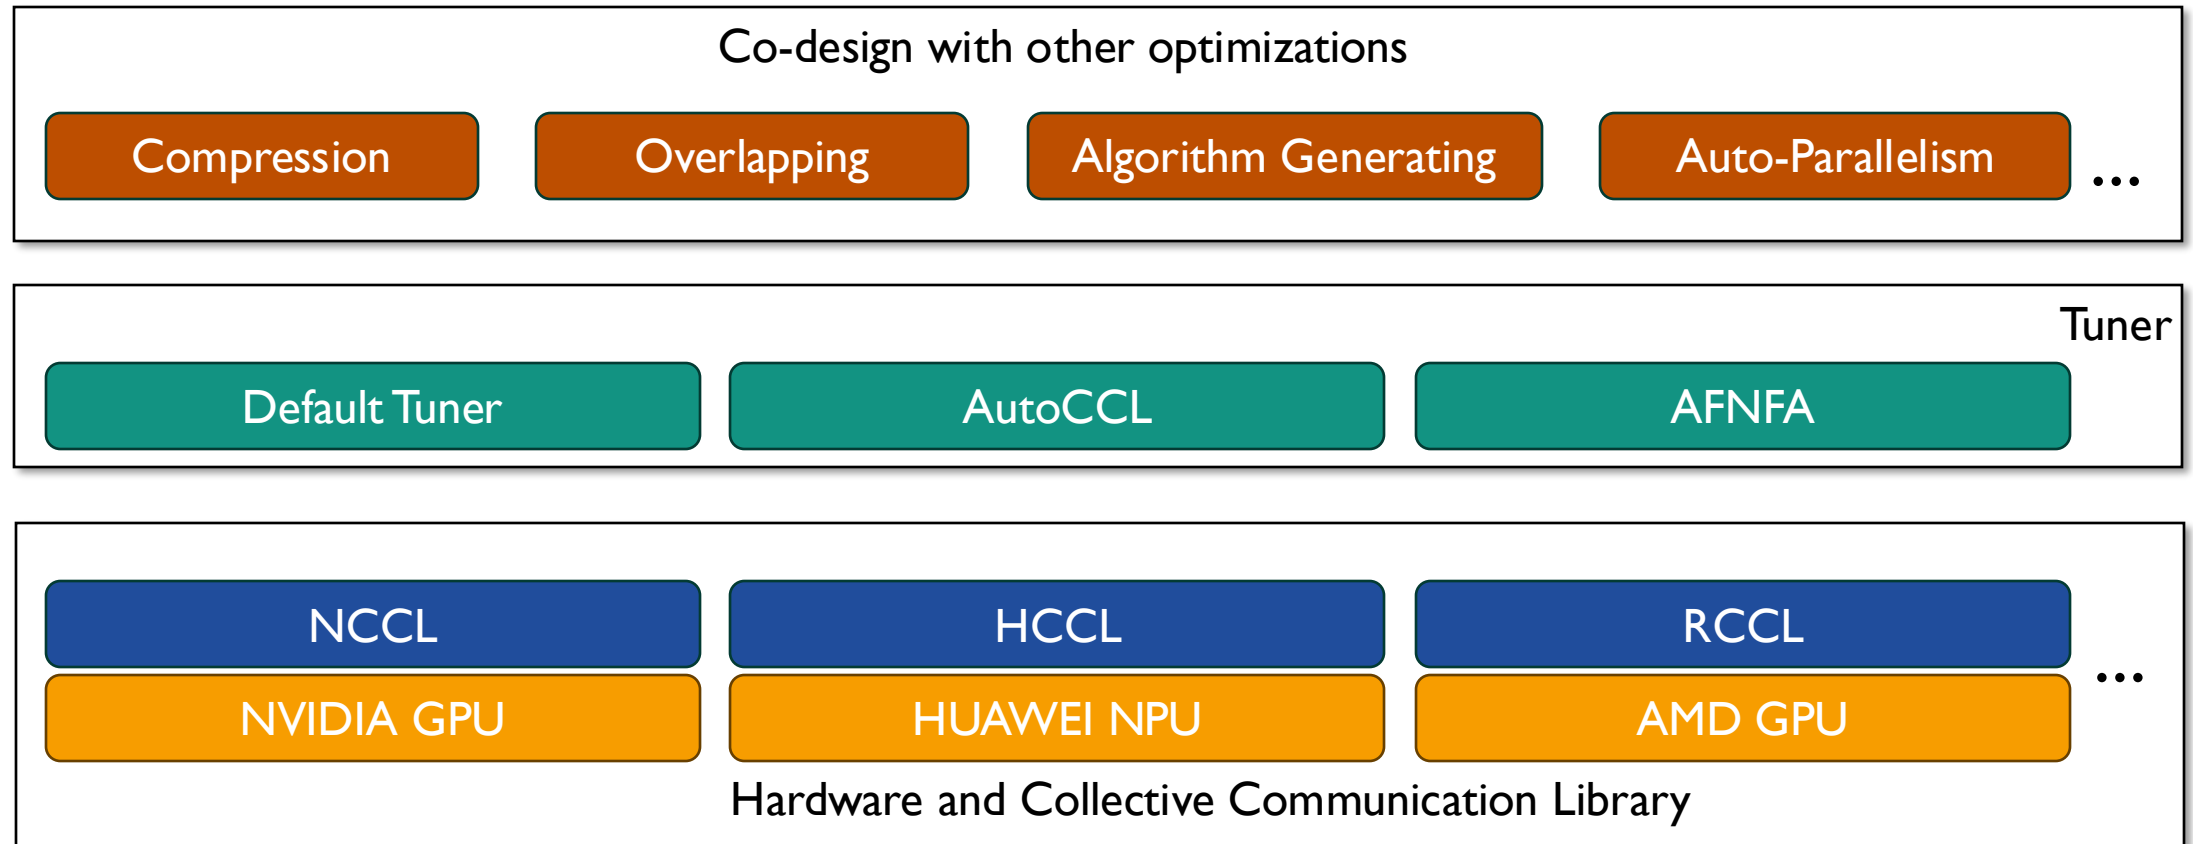 Co-design with other optimizations
Compression
Overlapping
Algorithm Generating
Auto-Parallelism
...
Tuner
Default Tuner
AutoCCL
AFNFA
NCCL
HCCL
RCCL
...
NVIDIA GPU
HUAWEI NPU
AMD GPU
Hardware and Collective Communication Library